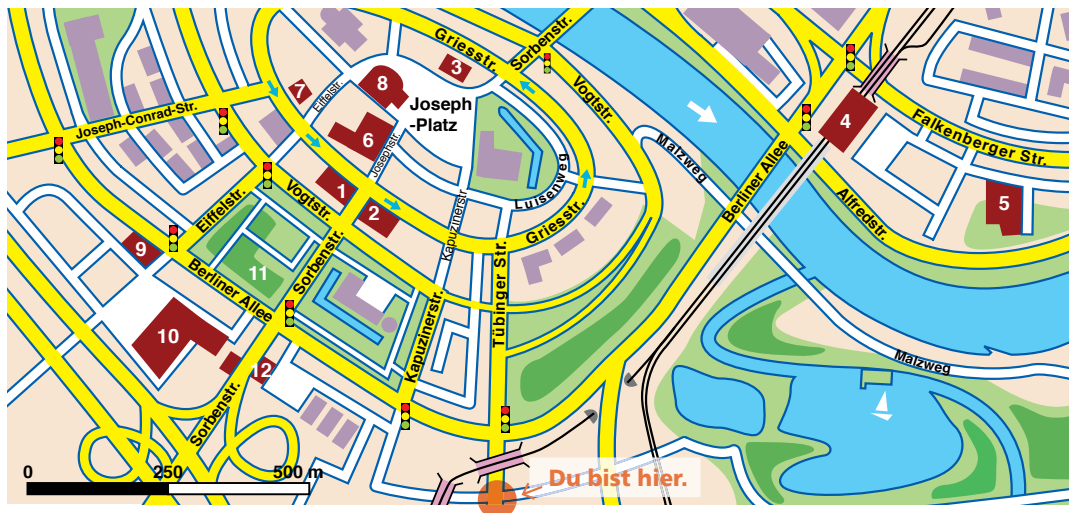 Griesstr.
Sorbenstr.
3
7
Eiffelstr.
8
Joseph
-Platz
Vogtstr.
4
Joseph-Conrad-Str.
6
Josephstr.
Malzweg
Falkenberger Str.
Berliner Allee
1
Luisenweg
Alfredstr.
5
Eiffelstr.
Vogtstr.
2
Kapuzinerstr
Griesstr.
9
Sorbenstr.
11
Berliner Allee
Tübinger Str.
10
Kapuzinerstr.
12
Malzweg
Sorbenstr.
0 250 500 m
Du bist hier.